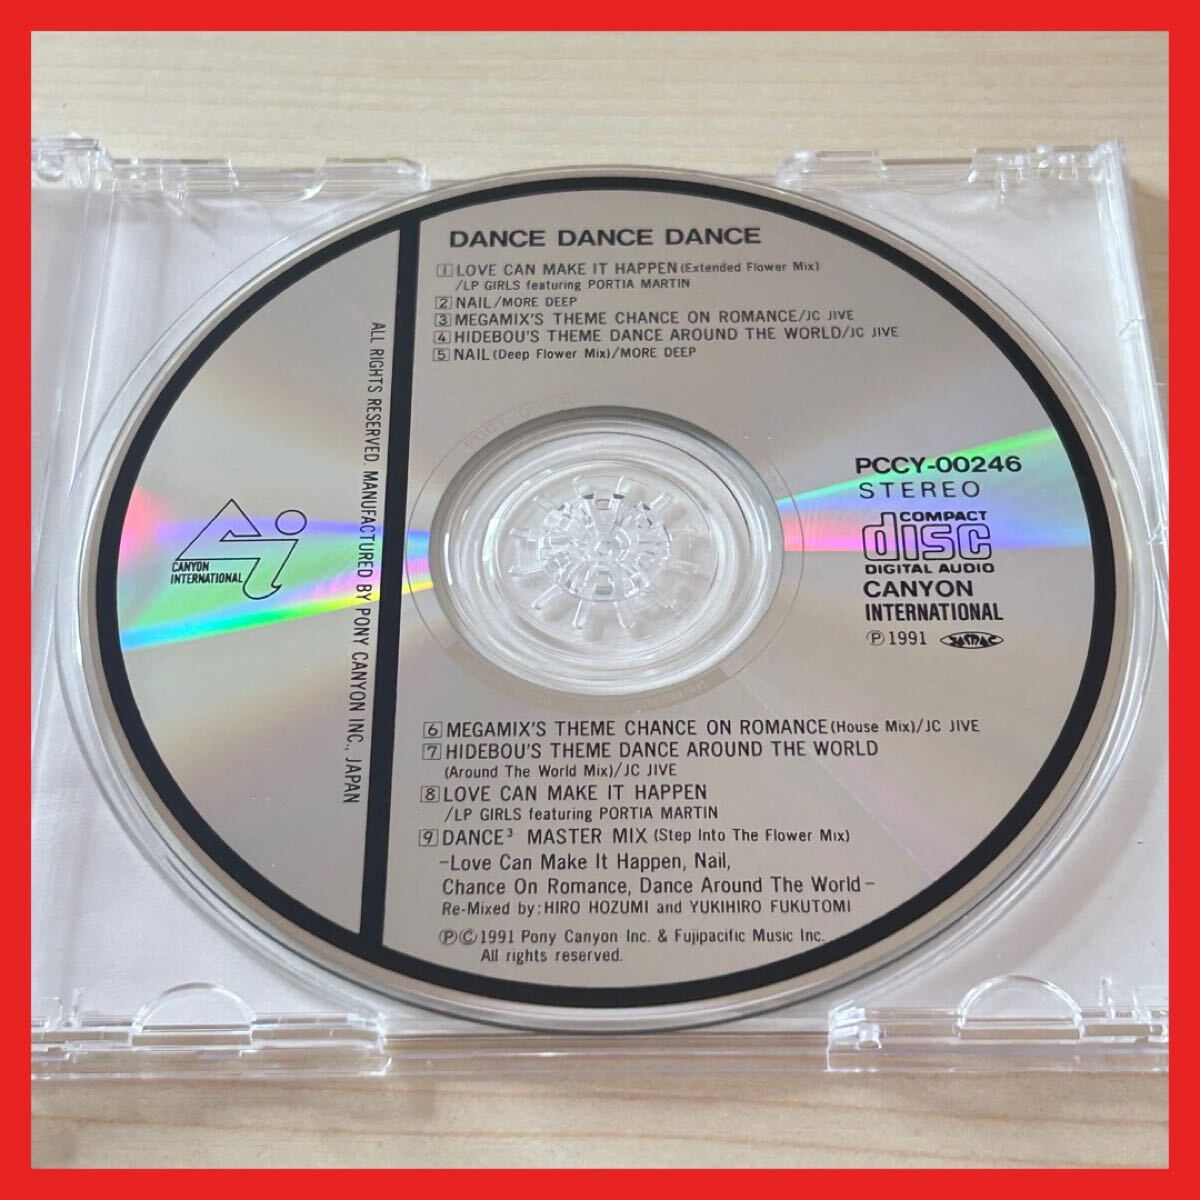 DANCE DANCE DANCE
1 LOVE CAN MAKE IT HAPPEN (Extended Flower Mix)
/LP GIRLS featuring PORTIA MARTIN
2 NAIL/MORE DEEP
3 MEGAMIX'S THEME CHANCE ON ROMANCE/JC JIVE
4 HIDEBOU'S THEME DANCE AROUND THE WORLD/JC JIVE
5 NAIL (Deep Flower Mix)/MORE DEEP
ALL RIGHTS RESERVED. MANUFACTURED BY PONY CANYON INC., JAPAN
CANYON
INTERNATIONAL
PCCY-00246
STEREO
COMPACT
disc
DIGITAL AUDIO
CANYON
INTERNATIONAL
Ⓟ 1991 JASRAC
6 MEGAMIX'S THEME CHANCE ON ROMANCE (House Mix)/JC JIVE
7 HIDEBOU'S THEME DANCE AROUND THE WORLD
(Around The World Mix)/JC JIVE
8 LOVE CAN MAKE IT HAPPEN
/LP GIRLS featuring PORTIA MARTIN
9 DANCE³ MASTER MIX (Step Into The Flower Mix)
-Love Can Make It Happen, Nail,
Chance On Romance, Dance Around The World-
Re-Mixed by: HIRO HOZUMI and YUKIHIRO FUKUTOMI
ⓅⒸ1991 Pony Canyon Inc. & Fujipacific Music Inc.
All rights reserved.